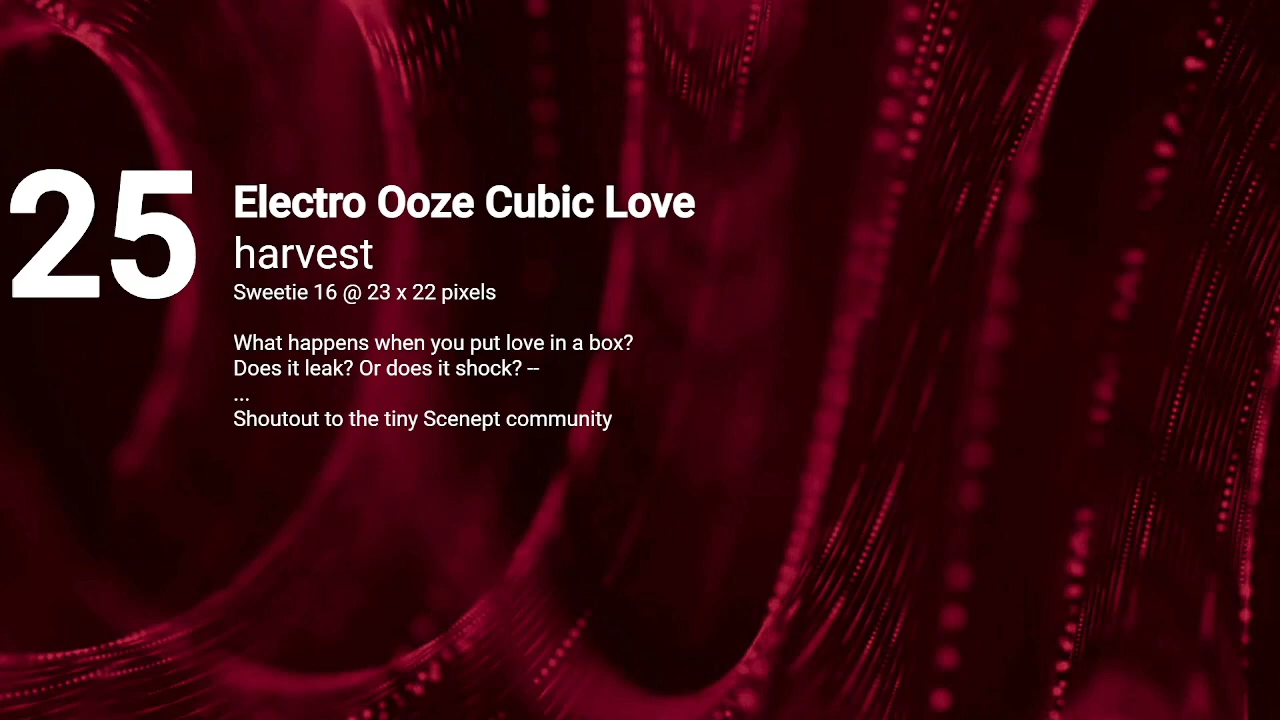 25
Electro Ooze Cubic Love
harvest
Sweetie 16 @ 23 x 22 pixels
What happens when you put love in a box?
Does it leak? Or does it shock? --
...
Shoutout to the tiny Scenept community